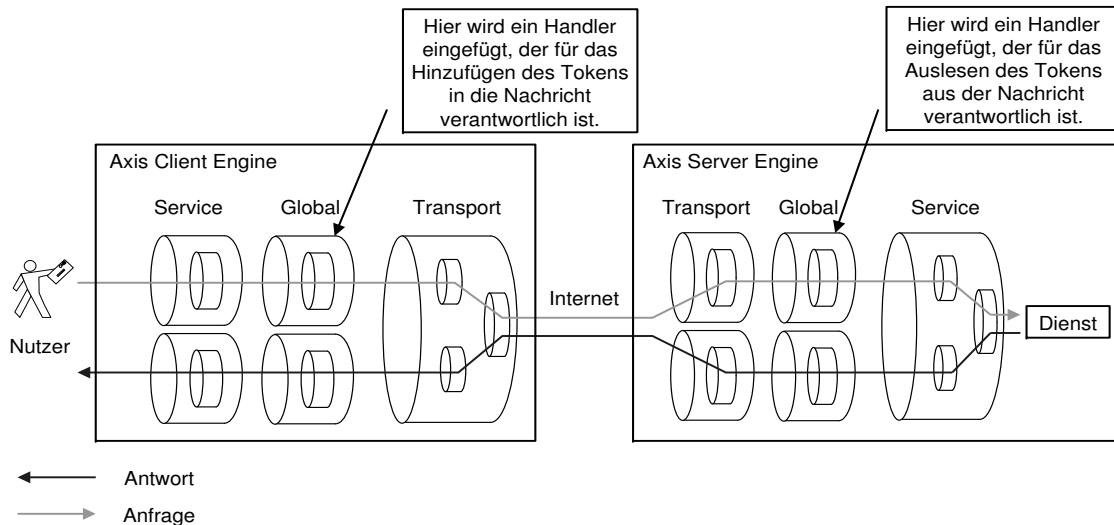 Hier wird ein Handler
eingefügt, der für das
Hinzufügen des Tokens
in die Nachricht
verantwortlich ist.
Hier wird ein Handler
eingefügt, der für das
Auslesen des Tokens
aus der Nachricht
verantwortlich ist.
Axis Client Engine
Axis Server Engine
Service
Global
Transport
Transport
Global
Service
Internet
Nutzer
Dienst
Antwort
Anfrage